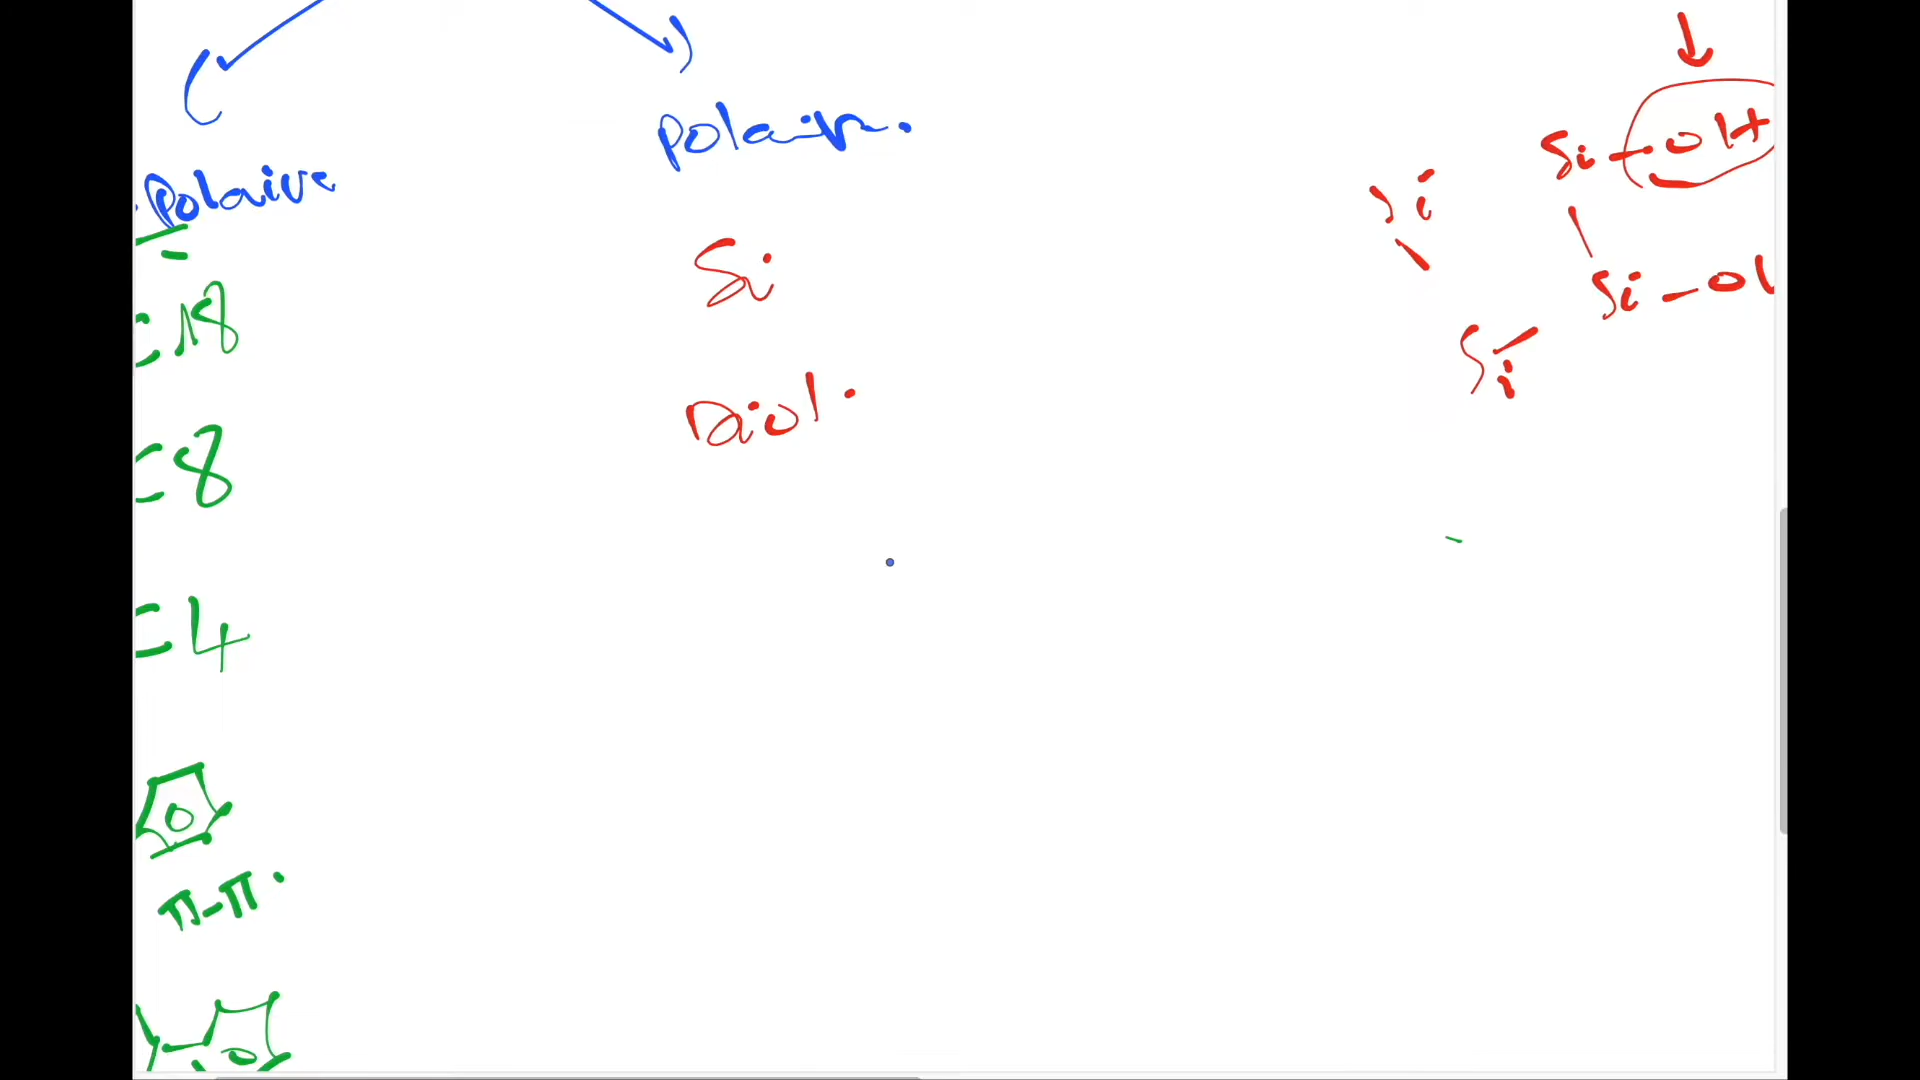 polaire.
polaire
Si
Diol.
C18
C8
C4
π-π.
Si
Si-OH
Si-OH
Si